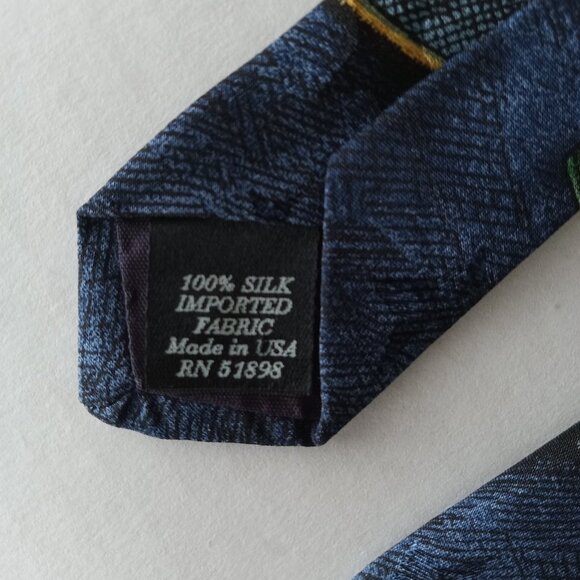 100% SILK
IMPORTED
FABRIC
Made in USA
RN 51898